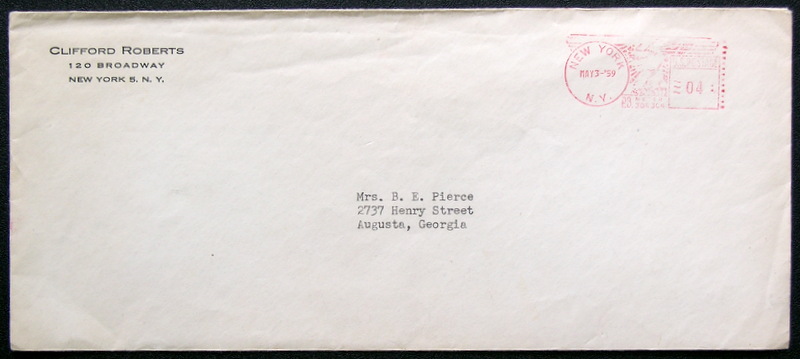 CLIFFORD ROBERTS
120 BROADWAY
NEW YORK 5, N. Y.
NEW YORK
MAY 3-'59
N.Y.
04
Mrs. B. E. Pierce
2737 Henry Street
Augusta, Georgia